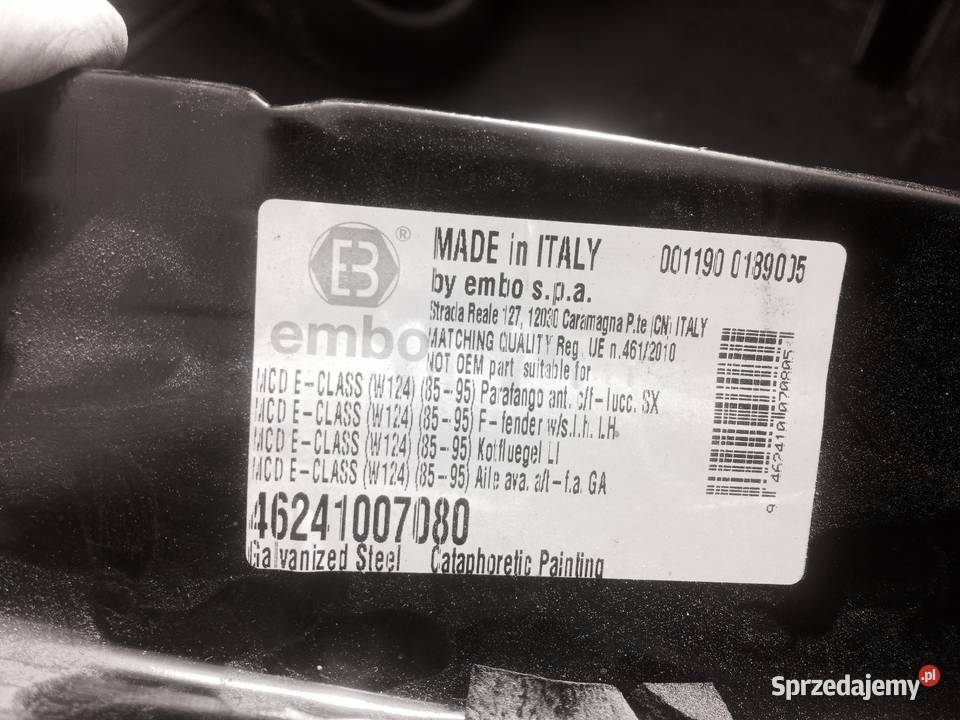 EB®
embo
MADE in ITALY
001190 0189005
by embo s.p.a.
Strada Reale 127, 12030 Caramagna P.te (CN) ITALY
MATCHING QUALITY Reg. UE n.461/2010
NOT OEM part suitable for
MCD E-CLASS (W124) (85-95) Parafango ant. c/f-lucc. SX
MCD E-CLASS (W124) (85-95) F-fender w/s.l.h. LH
MCD E-CLASS (W124) (85-95) Kotfluegel LI
MCD E-CLASS (W124) (85-95) Aile ava. a/t-f.a. GA
46241007080
Galvanized Steel Cataphoretic Painting
9 462410 070805
Sprzedajemy.pl